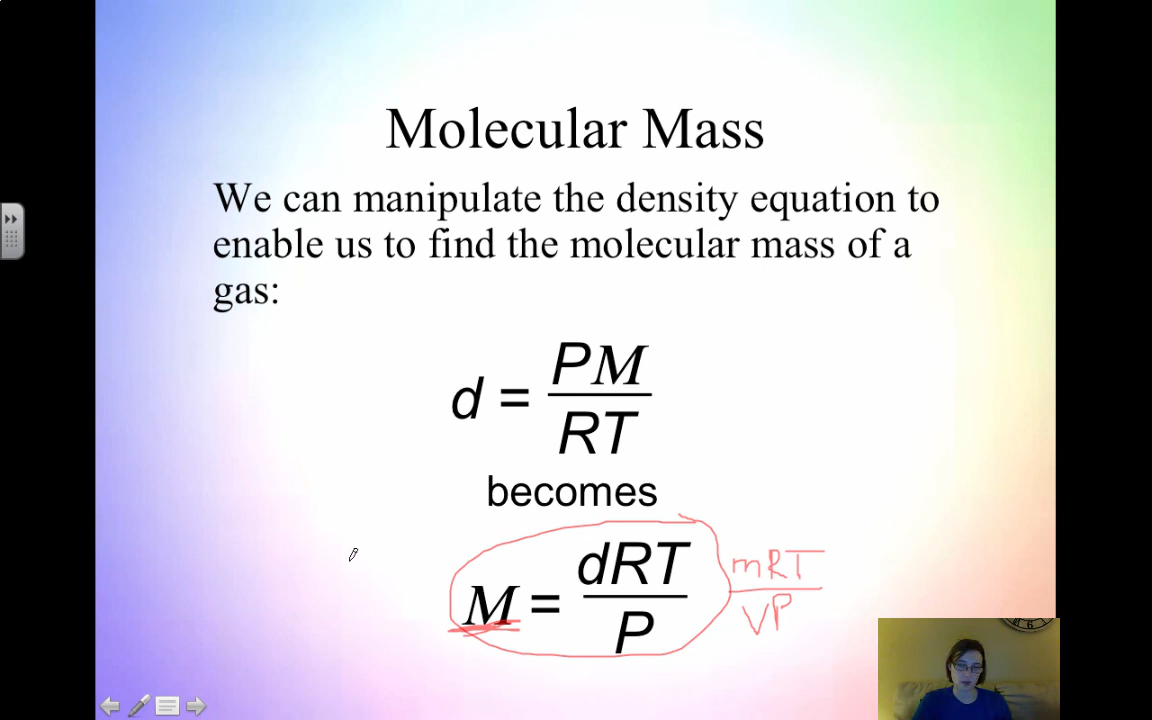 Molecular Mass
We can manipulate the density equation to
enable us to find the molecular mass of a
gas:
d = PM/RT
becomes
M = dRT/P mRT/VP